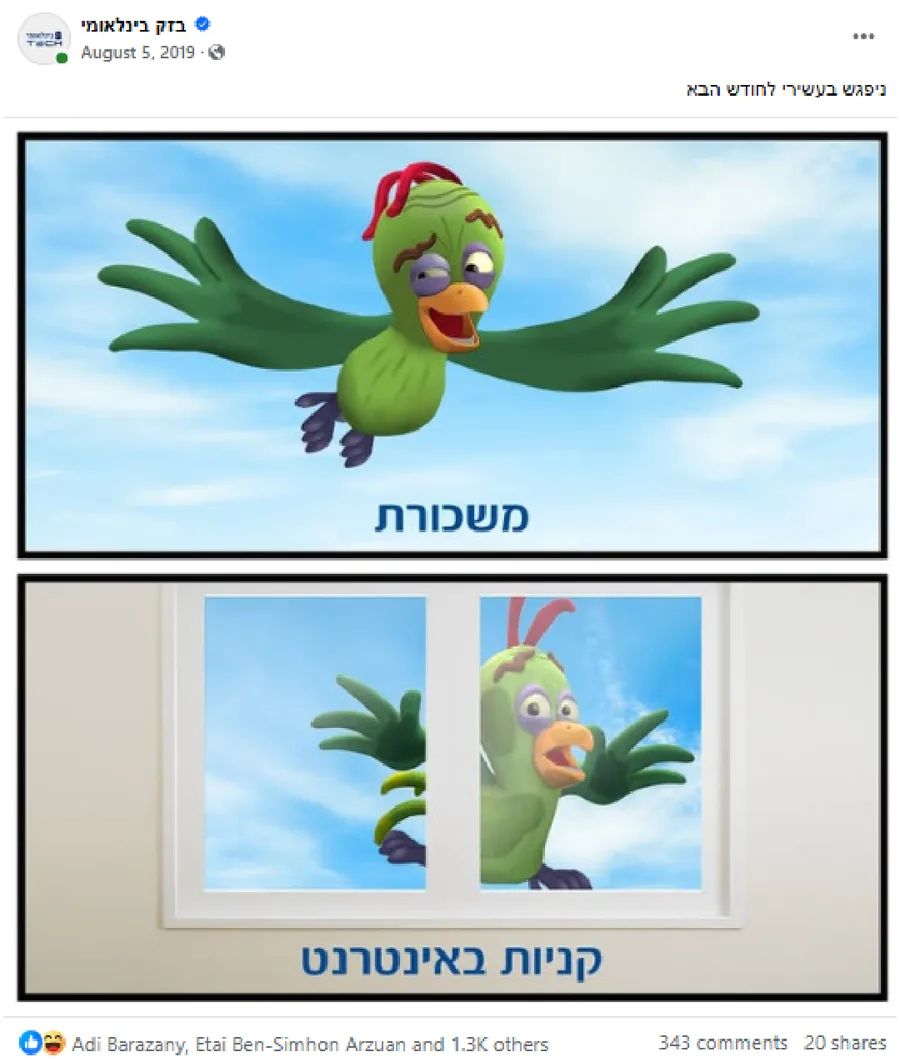 בזק בינלאומי
August 5, 2019 ·
ניפגש בעשירי לחודש הבא
משכורת
קניות באינטרנט
Adi Barazany, Etai Ben-Simhon Arzuan and 1.3K others
343 comments 20 shares